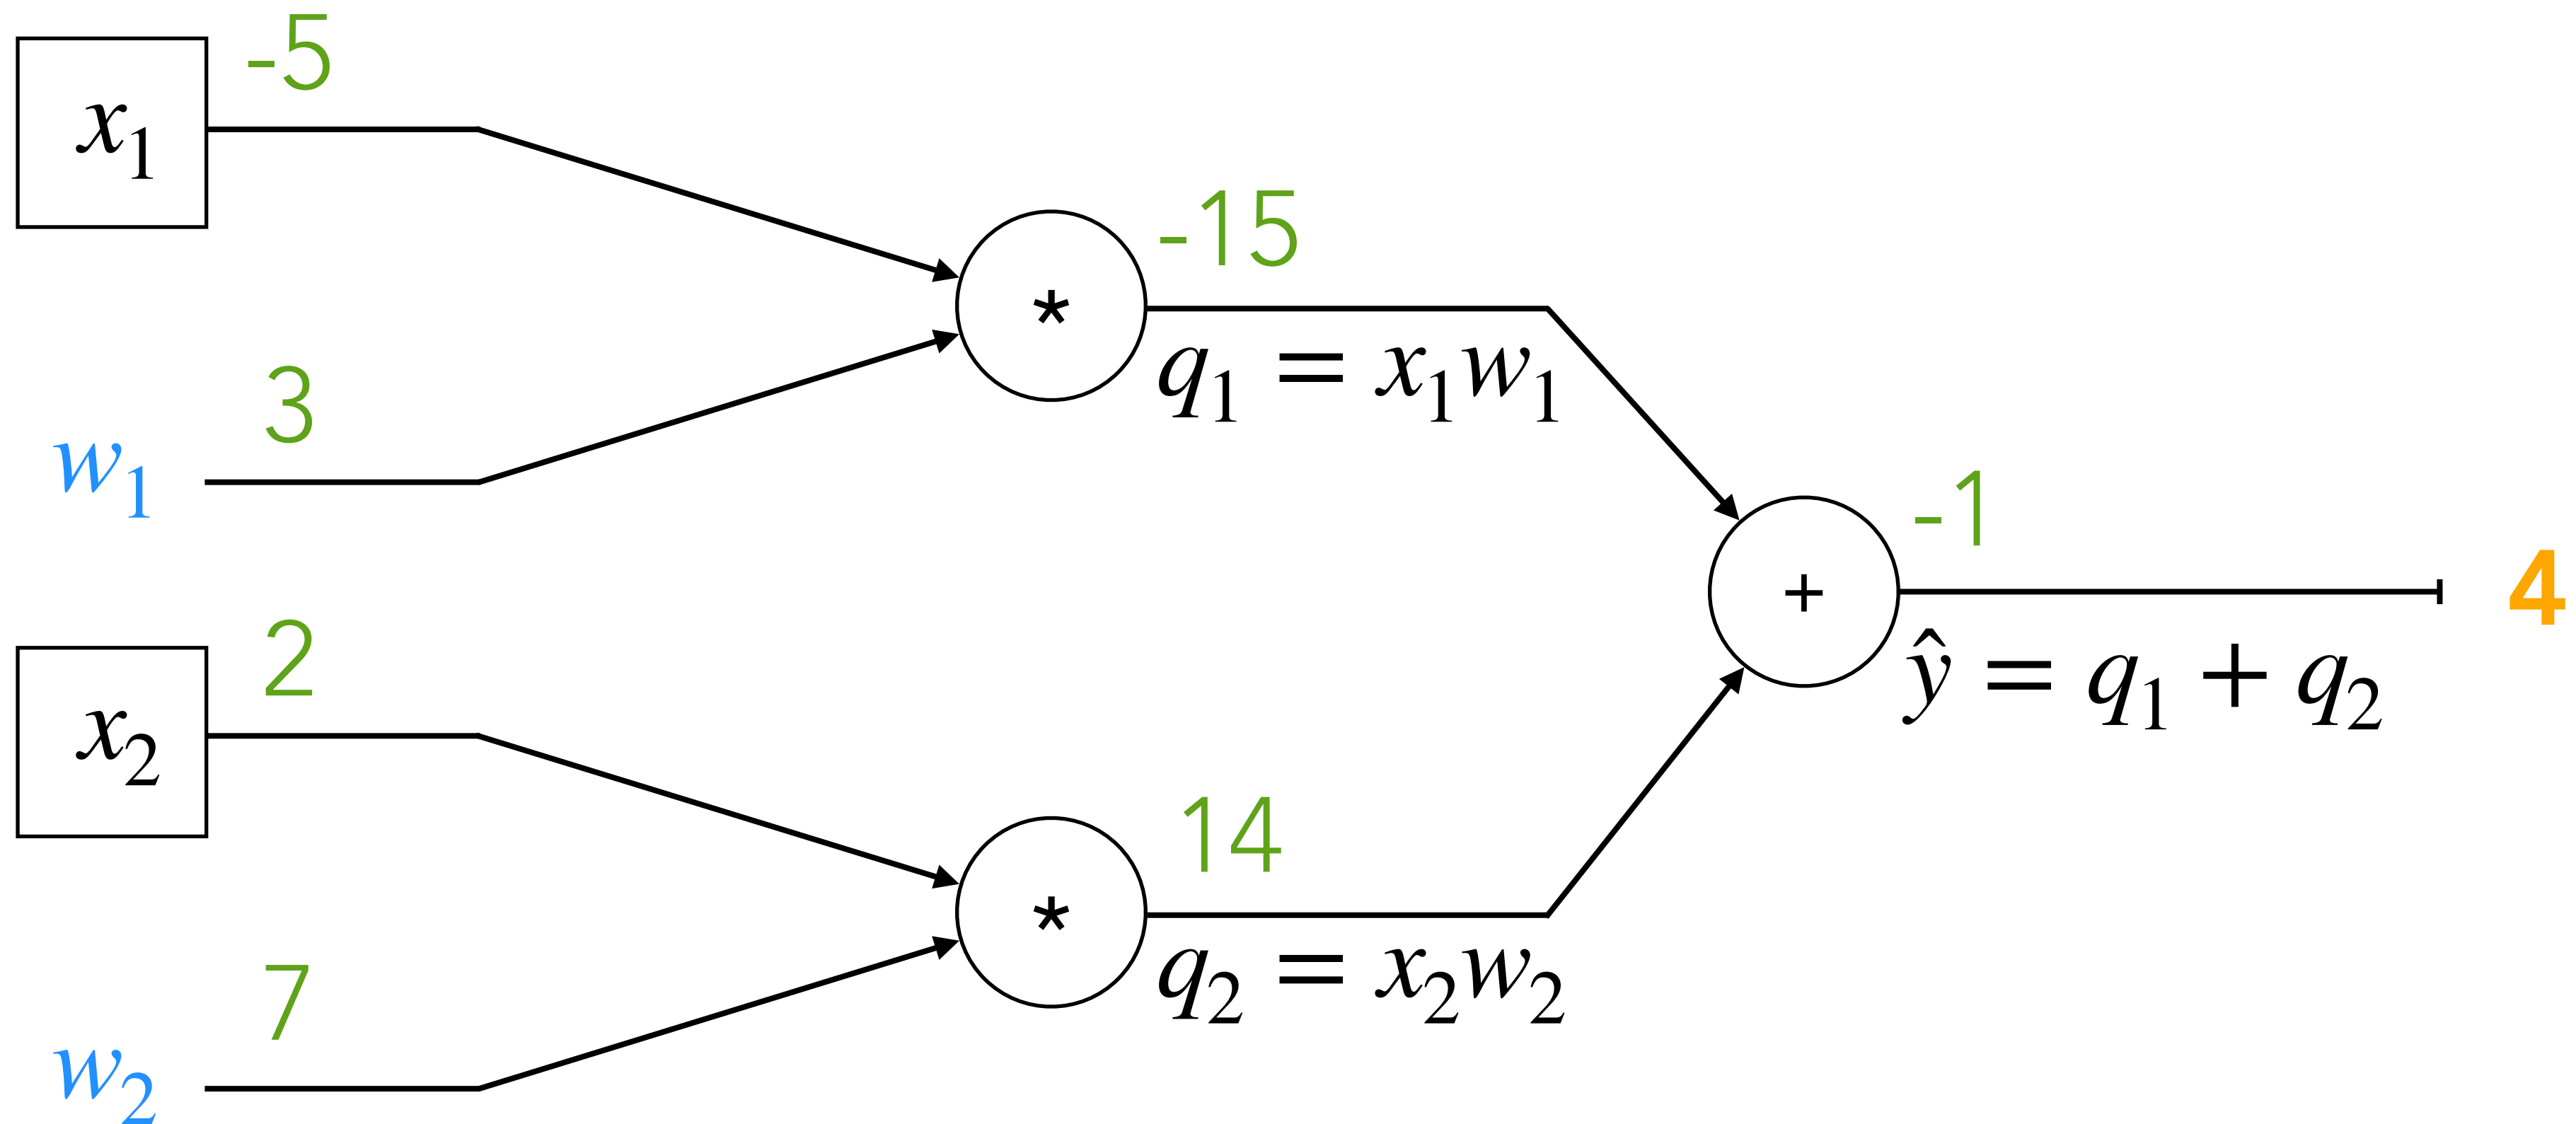 -5
x₁
-15
*
q₁ = x₁w₁
3
w₁
-1
+
4
ŷ = q₁ + q₂
2
x₂
14
*
q₂ = x₂w₂
7
w₂